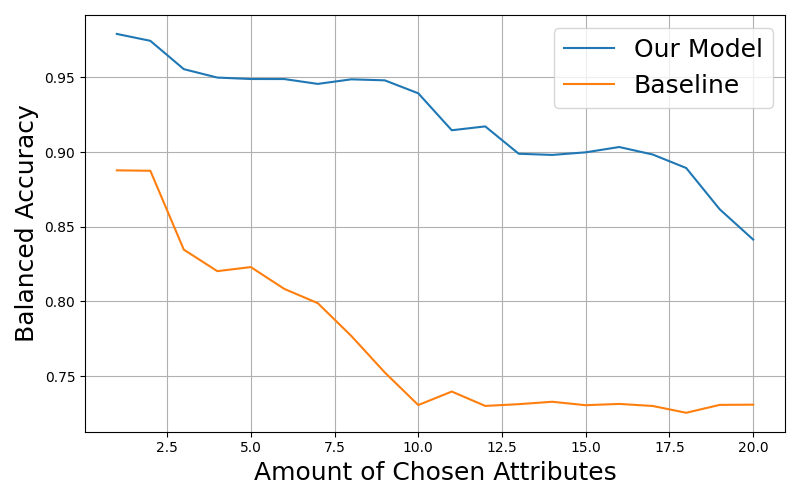 Our Model
Baseline
Balanced Accuracy
0.95
0.90
0.85
0.80
0.75
2.5 5.0 7.5 10.0 12.5 15.0 17.5 20.0
Amount of Chosen Attributes